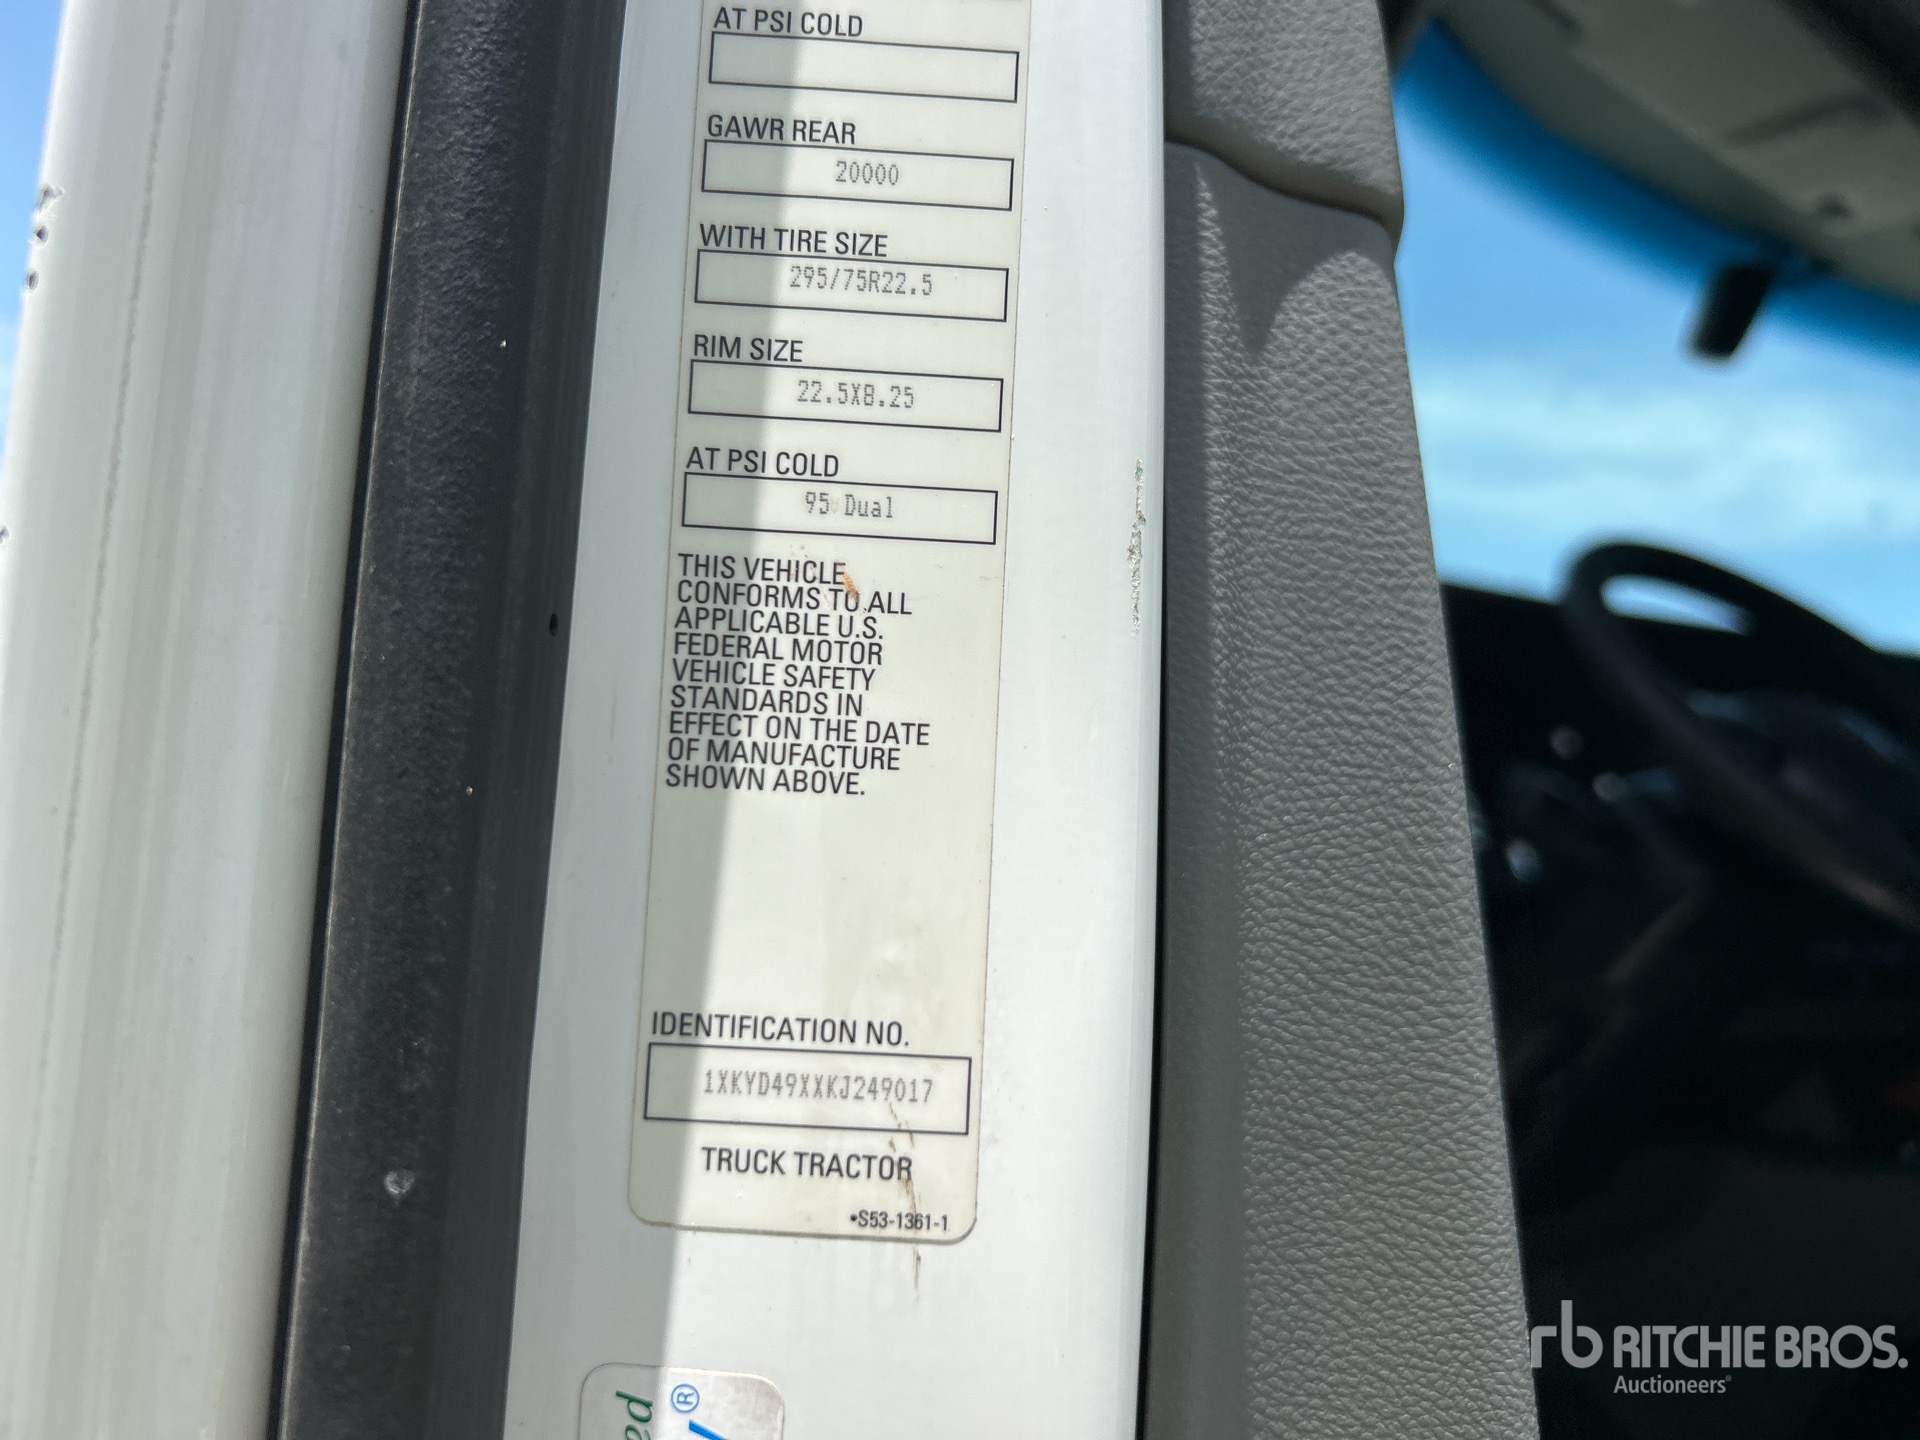 AT PSI COLD
GAWR REAR
20000
WITH TIRE SIZE
295/75R22.5
RIM SIZE
22.5X8.25
AT PSI COLD
95 Dual
THIS VEHICLE
CONFORMS TO ALL
APPLICABLE U.S.
FEDERAL MOTOR
VEHICLE SAFETY
STANDARDS IN
EFFECT ON THE DATE
OF MANUFACTURE
SHOWN ABOVE.
IDENTIFICATION NO.
1XKYD49XXKJ249017
TRUCK TRACTOR
•S53-1361-1
rb RITCHIE BROS.
Auctioneers®